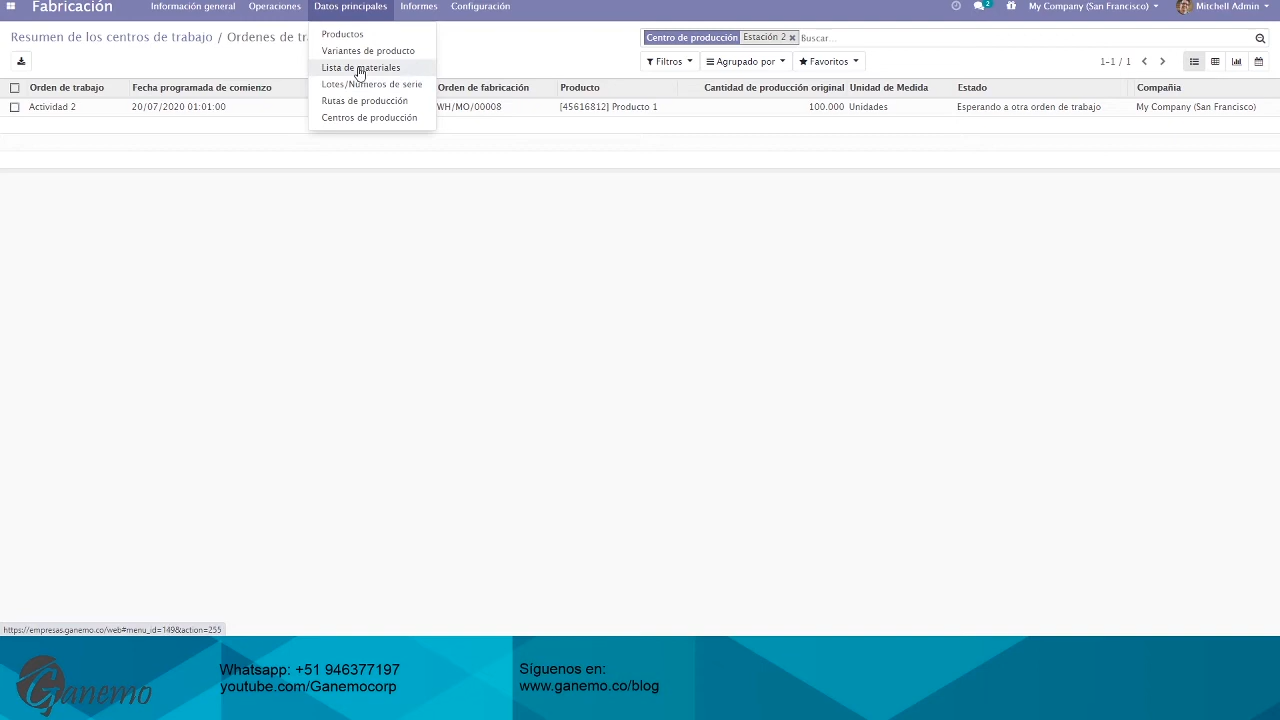 Fabricación
Información general
Operaciones
Datos principales
Informes
Configuración
2
My Company (San Francisco)
Mitchell Admin
Resumen de los centros de trabajo / Ordenes de tra
Centro de producción Estación 2 x
Buscar...
Filtros
Agrupado por
Favoritos
1-1 / 1
Productos
Variantes de producto
Lista de materiales
Lotes/Números de serie
Rutas de producción
Centros de producción
Orden de trabajo Fecha programada de comienzo Orden de fabricación Producto Cantidad de producción original Unidad de Medida Estado Compañia
Actividad 2 20/07/2020 01:01:00 WH/MO/00008 [45616812] Producto 1 100.000 Unidades Esperando a otra orden de trabajo My Company (San Francisco)
https://empresas.ganemo.co/web#menu_id=149&action=255
Ganemo
Whatsapp: +51 946377197
youtube.com/Ganemocorp
Síguenos en:
www.ganemo.co/blog